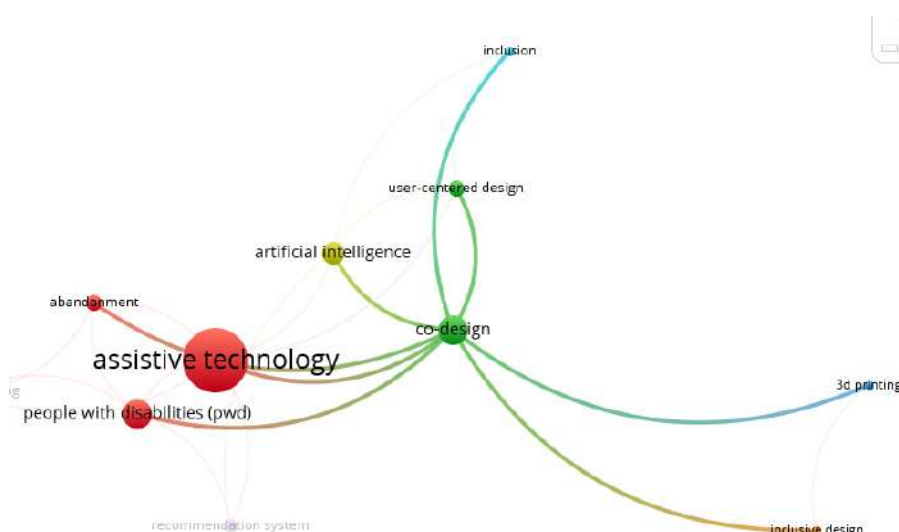 inclusion
user-centered design
artificial intelligence
abandonment
co-design
assistive technology
3d printing
people with disabilities (pwd)
recommendation system
inclusive design